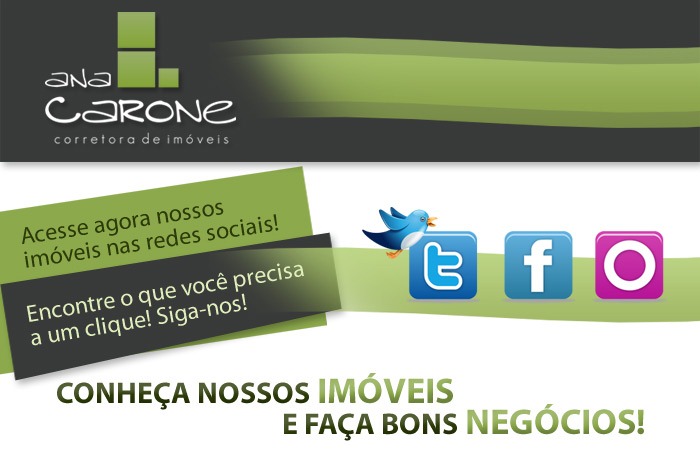 ana
carone
corretora de imóveis
Acesse agora nossos
imóveis nas redes sociais!
Encontre o que você precisa
a um clique! Siga-nos!
t f
CONHEÇA NOSSOS IMÓVEIS
E FAÇA BONS NEGÓCIOS!